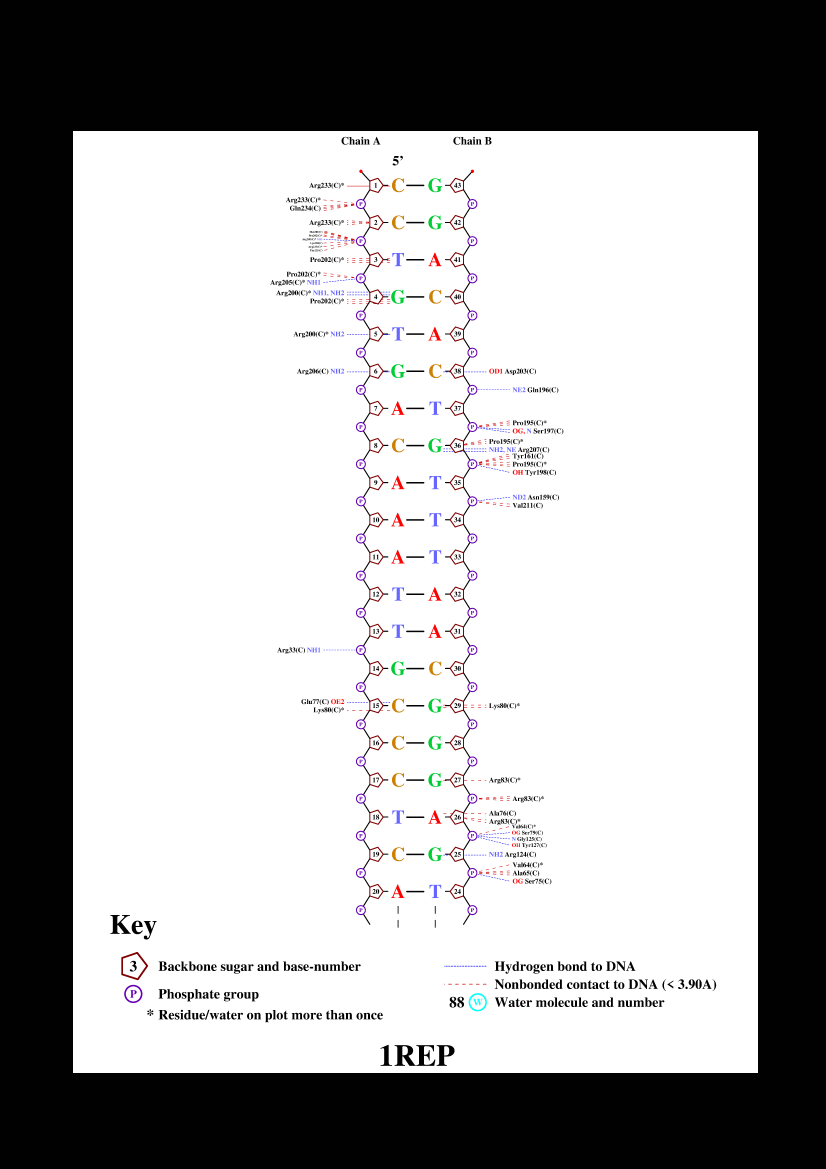 Chain A Chain B
5’
Arg233(C)* 1 C G 43
Arg233(C)* P P
Gln234(C)
Arg233(C)* 2 C G 42
P P
Pro202(C)* 3 T A 41
Pro202(C)* P P
Arg205(C)* NH1
Arg200(C)* NH1, NH2 4 G C 40
Pro202(C)*
P P
Arg200(C)* NH2 5 T A 39
P P
Arg206(C) NH2 6 G C 38 OD1 Asp203(C)
P P NE2 Gln196(C)
7 A T 37
P P Pro195(C)*
OG, N Ser197(C)
8 C G 36 Pro195(C)*
NH2, NE Arg207(C)
Tyr161(C)
P P Pro195(C)*
OH Tyr198(C)
9 A T 35
P P ND2 Asn159(C)
Val211(C)
10 A T 34
P P
11 A T 33
P P
12 T A 32
P P
13 T A 31
Arg33(C) NH1 P P
14 G C 30
P P
Glu77(C) OE2 15 C G 29 Lys80(C)*
Lys80(C)*
P P
16 C G 28
P P
17 C G 27 Arg83(C)*
P P Arg83(C)*
18 T A 26 Ala76(C)
Arg83(C)*
Val64(C)*
P P OG Ser79(C)
N Gly125(C)
OH Tyr127(C)
19 C G 25 NH2 Arg124(C)
P P Val64(C)*
Ala65(C)
OG Ser75(C)
20 A T 24
P P
Key
3 Backbone sugar and base-number
P Phosphate group
* Residue/water on plot more than once
Hydrogen bond to DNA
Nonbonded contact to DNA (< 3.90A)
88 W Water molecule and number
1REP